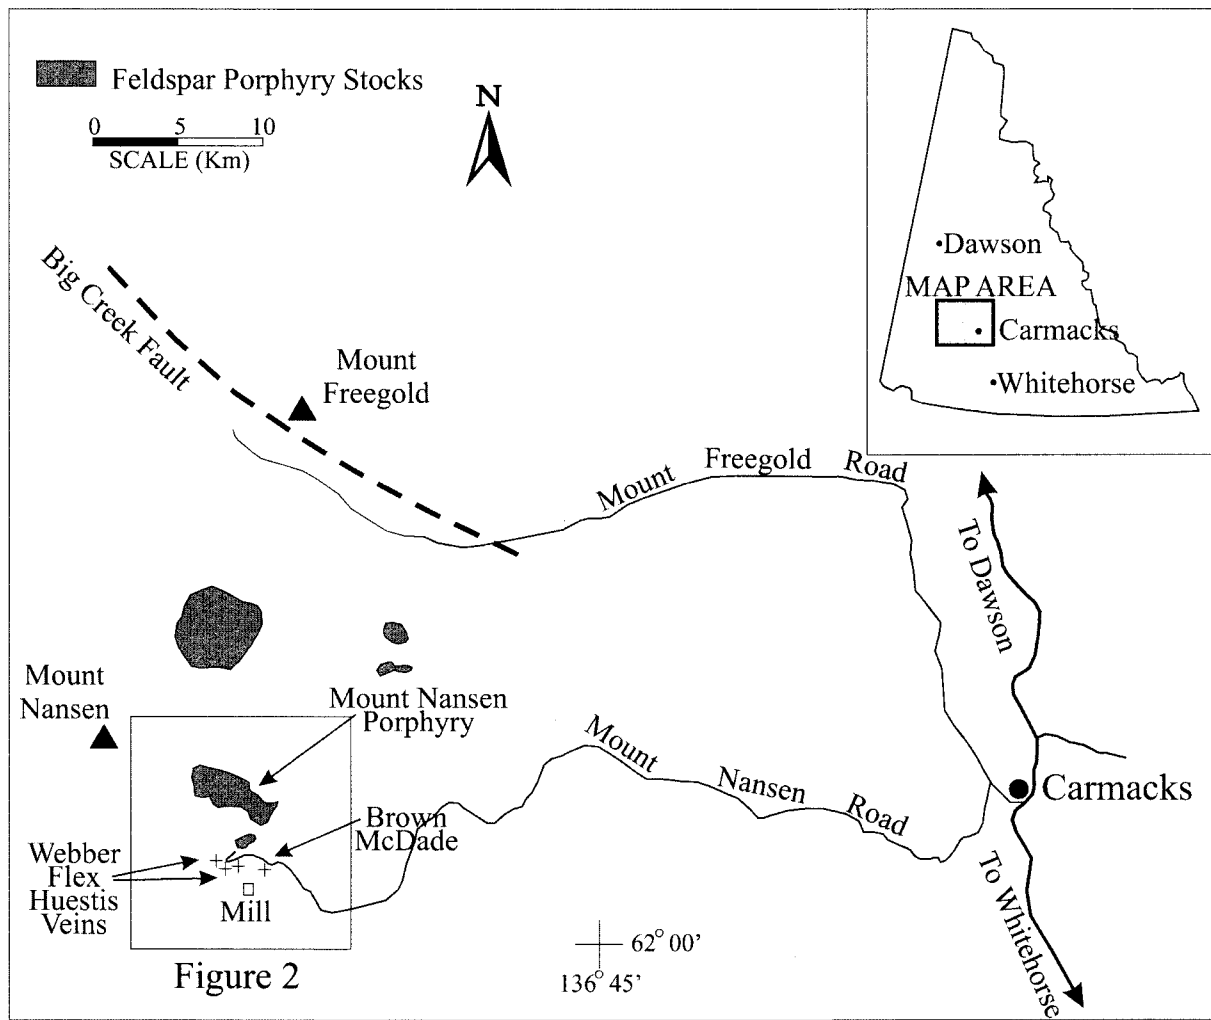 Feldspar Porphyry Stocks
0 5 10
SCALE (Km)
N
Dawson
MAP AREA
Carmacks
Whitehorse
Big Creek Fault
Mount
Freegold
Mount Freegold Road
To Dawson
Mount
Nansen
Mount Nansen
Porphyry
Mount Nansen Road
Carmacks
Brown
McDade
Webber
Flex
Huestis
Veins
Mill
To Whitehorse
62° 00'
136° 45'
Figure 2